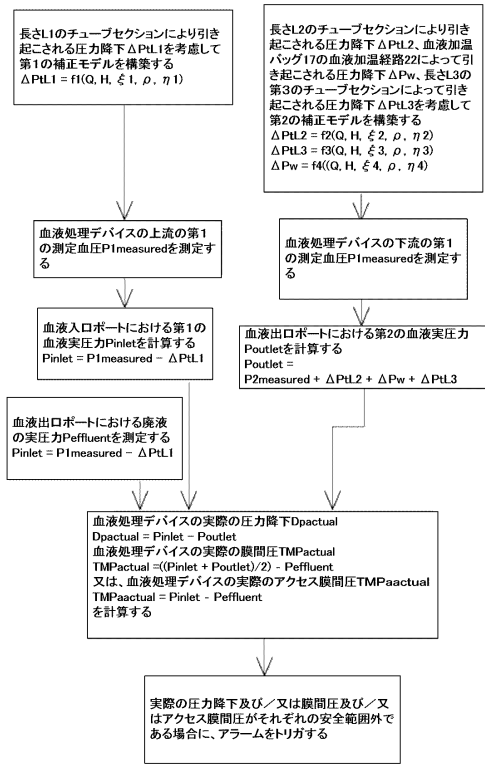 長さL1のチューブセクションにより引き
起こされる圧力降下ΔPtL1を考慮して
第1の補正モデルを構築する
ΔPtL1 = f1(Q, H, ξ1, ρ, η1)
長さL2のチューブセクションにより引き
起こされる圧力降下ΔPtL2、血液加温
バッグ17の血液加温経路22によって引
き起こされる圧力降下ΔPw、長さL3の
第3のチューブセクションによって引き
起こされる圧力降下ΔPtL3を考慮して
第2の補正モデルを構築する
ΔPtL2=f2(Q, H, ξ2, ρ, η2)
ΔPtL3 = f3(Q, H, ξ3, ρ, η3)
ΔPw = f4((Q, H, ξ4, ρ, η4)
血液処理デバイスの上流の第1
の測定血圧P1measuredを測定す
る
血液処理デバイスの下流の第1
の測定血圧P1measuredを測定す
る
血液入口ポートにおける第1の
血液実圧力Pinletを計算する
Pinlet = P1measured − ΔPtL1
血液出口ポートにおける第2の血液実圧力
Poutletを計算する
Poutlet =
P2measured + ΔPtL2 + ΔPw + ΔPtL3
血液出口ポートにおける廃液
の実圧力Peffluentを測定する
Pinlet = P1measured − ΔPtL1
血液処理デバイスの実際の圧力降下Dpactual
Dpactual = Pinlet − Poutlet
血液処理デバイスの実際の膜間圧TMPactual
TMPactual =((Pinlet + Poutlet)/2) − Peffluent
又は、血液処理デバイスの実際のアクセス膜間圧TMPaactual
TMPaactual = Pinlet - Peffluent
を計算する
実際の圧力降下及び/又は膜間圧及び/又
はアクセス膜間圧がそれぞれの安全範囲外で
ある場合に、アラームをトリガする